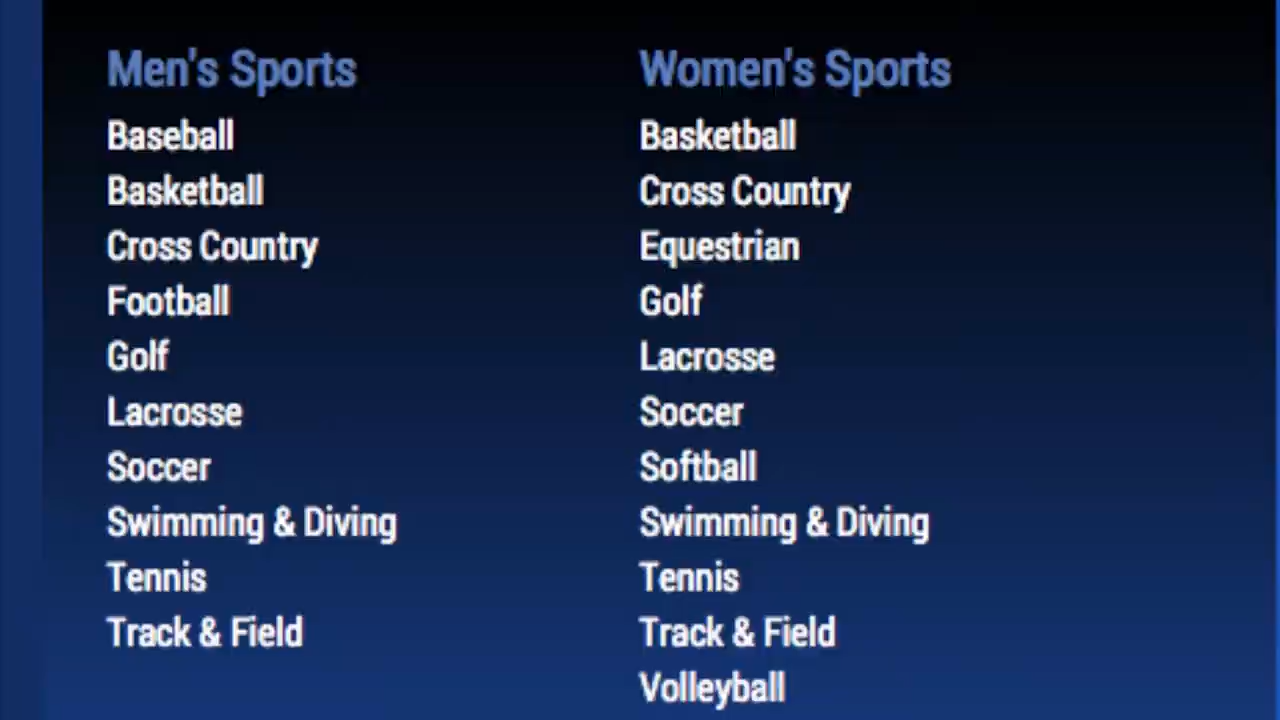 Men's Sports
Baseball
Basketball
Cross Country
Football
Golf
Lacrosse
Soccer
Swimming & Diving
Tennis
Track & Field
Women's Sports
Basketball
Cross Country
Equestrian
Golf
Lacrosse
Soccer
Softball
Swimming & Diving
Tennis
Track & Field
Volleyball